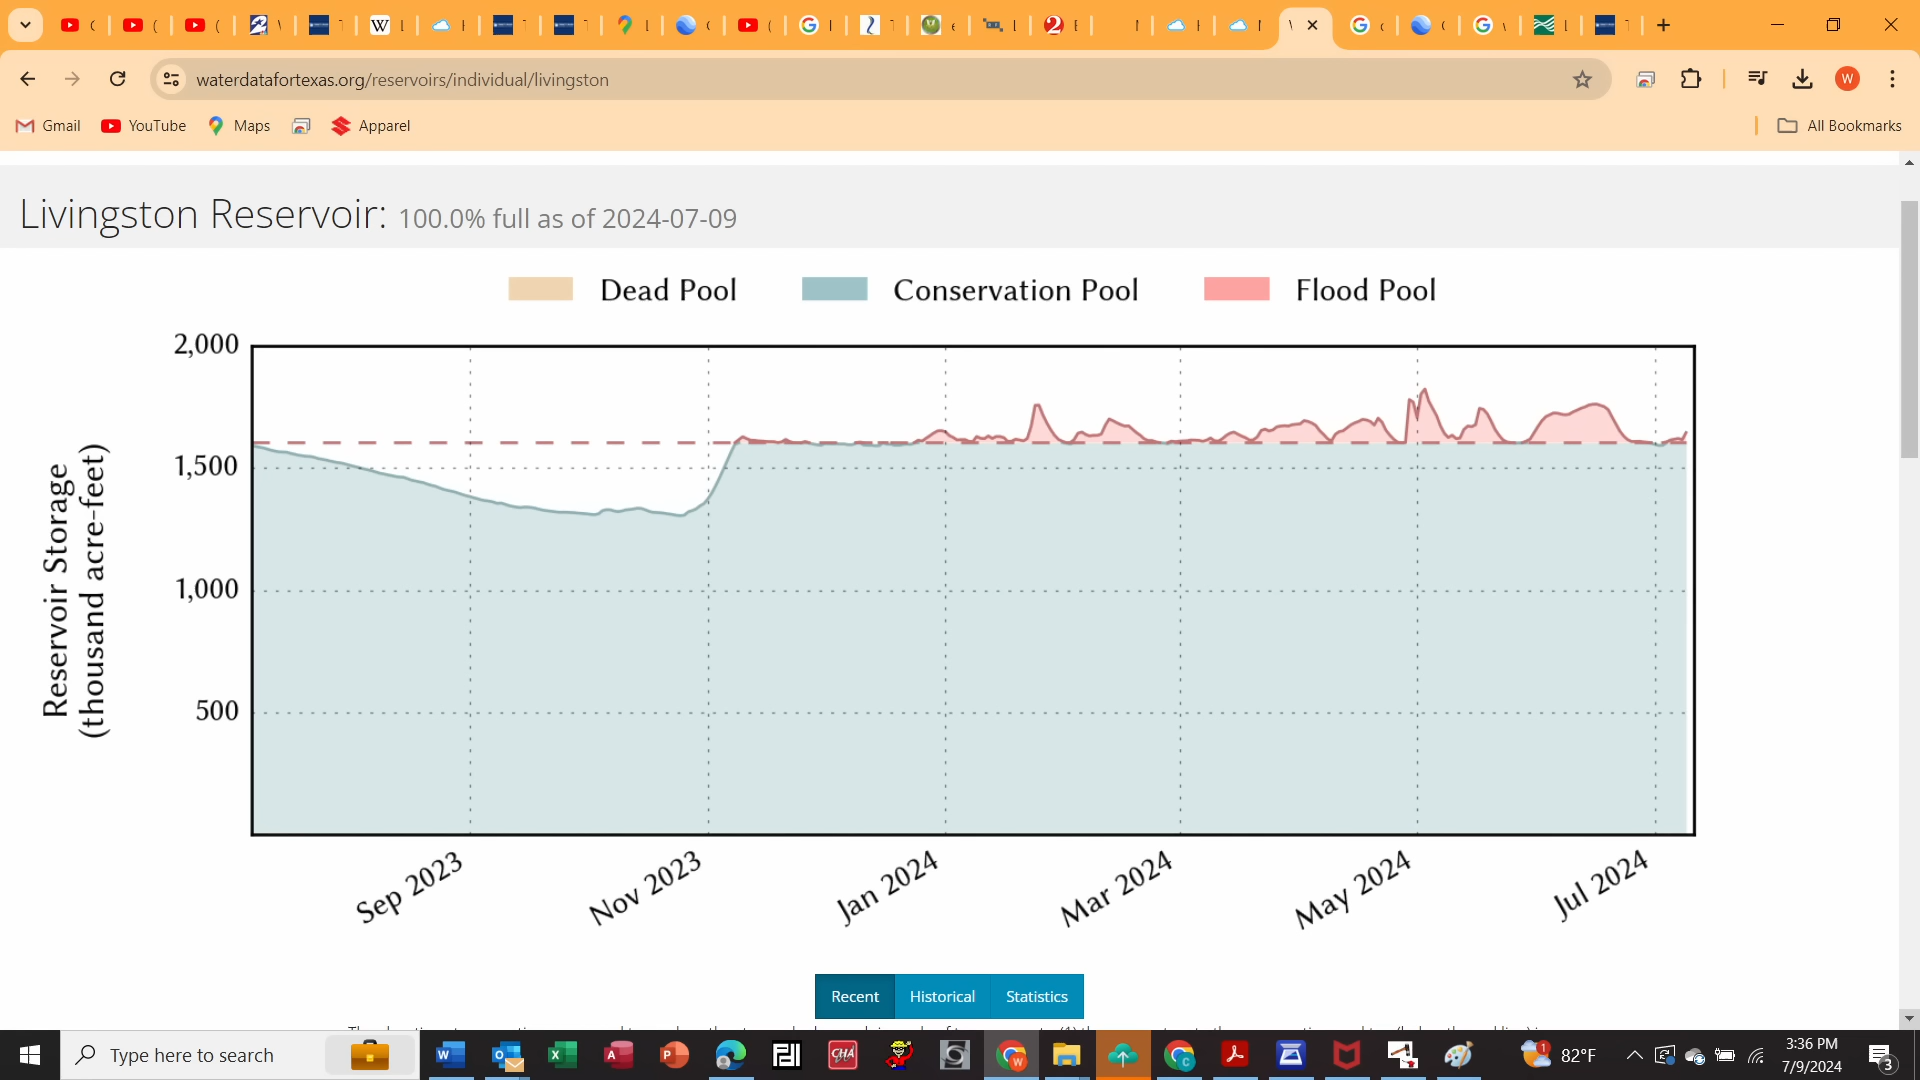 waterdatafortexas.org/reservoirs/individual/livingston
W
Gmail YouTube Maps Apparel All Bookmarks
Livingston Reservoir: 100.0% full as of 2024-07-09
Dead Pool Conservation Pool Flood Pool
2,000
1,500
1,000
500
Reservoir Storage
(thousand acre-feet)
Sep 2023 Nov 2023 Jan 2024 Mar 2024 May 2024 Jul 2024
Recent Historical Statistics
Type here to search
CHA
82°F
3:36 PM
7/9/2024
3